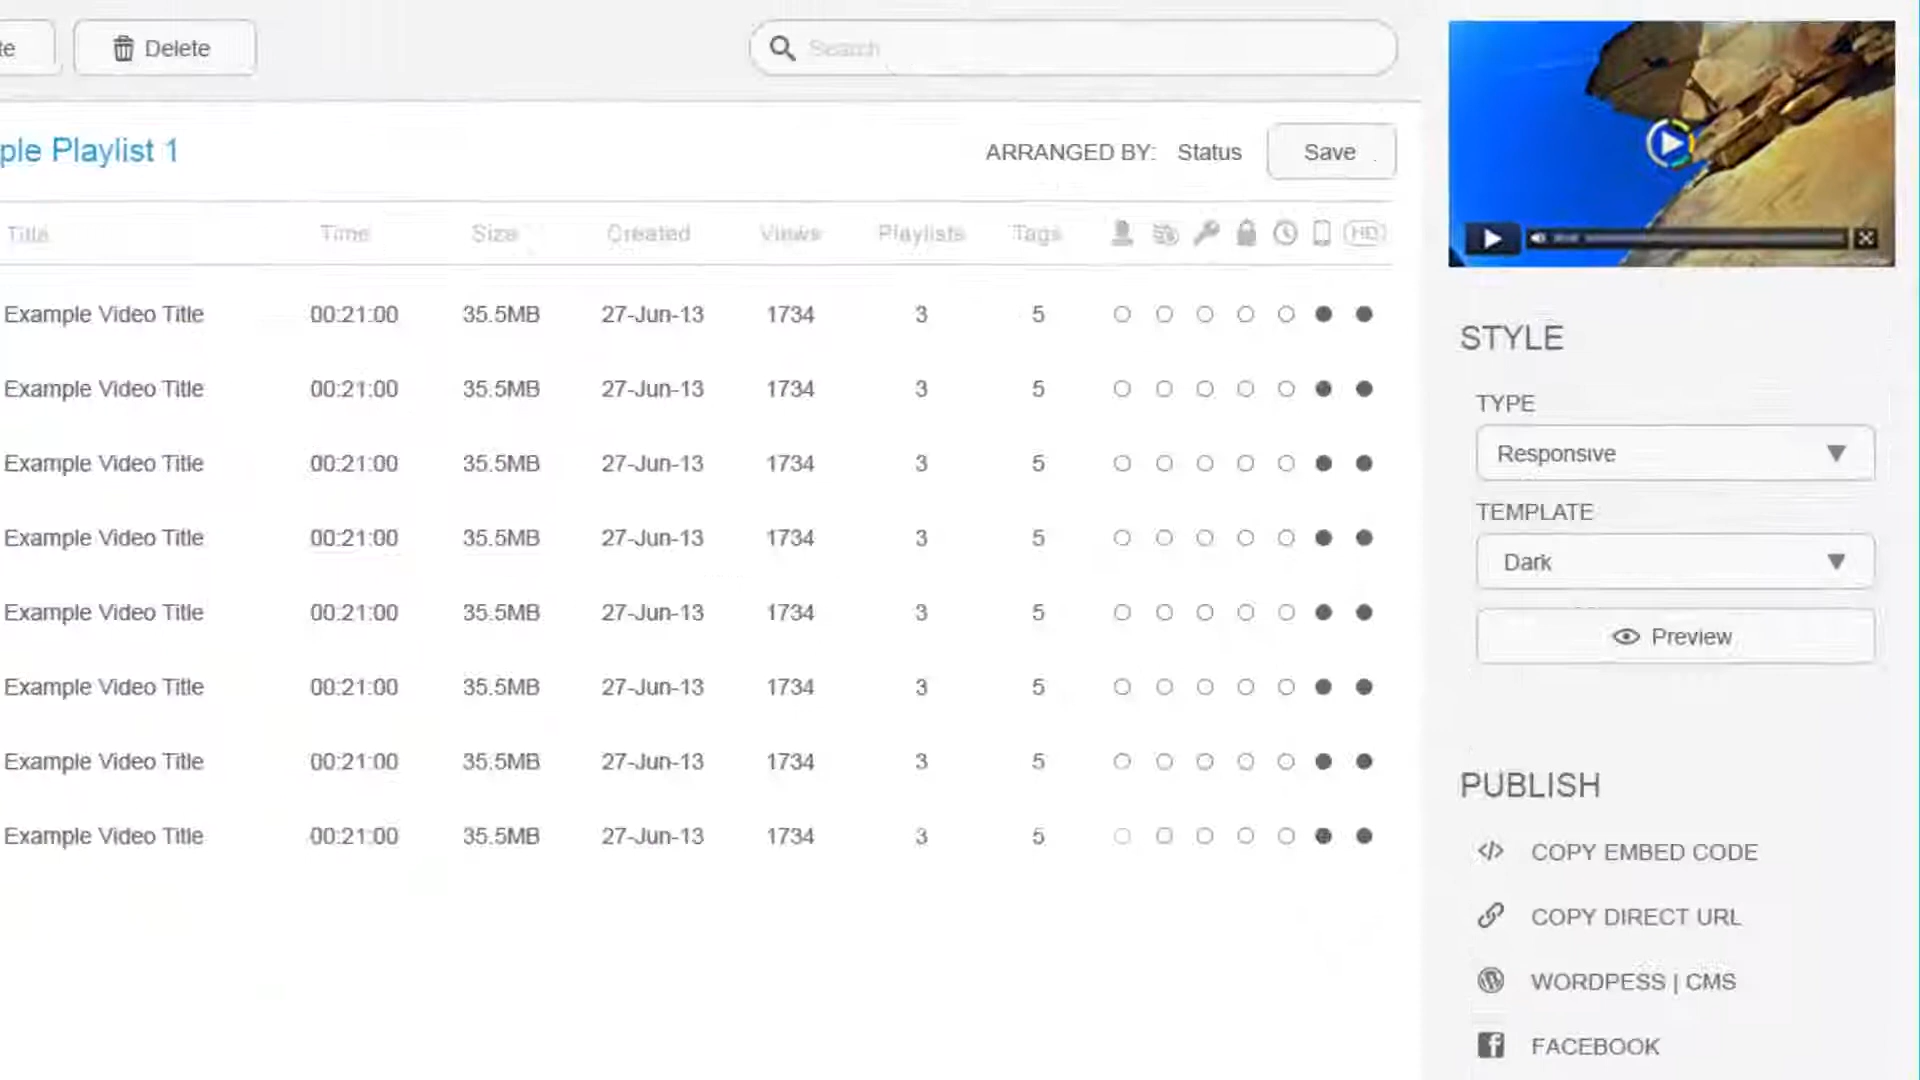 te Delete Search
ple Playlist 1 ARRANGED BY: Status Save
Title Time Size Created Views Playlists Tags HD
Example Video Title 00:21:00 35.5MB 27-Jun-13 1734 3 5
Example Video Title 00:21:00 35.5MB 27-Jun-13 1734 3 5
Example Video Title 00:21:00 35.5MB 27-Jun-13 1734 3 5
Example Video Title 00:21:00 35.5MB 27-Jun-13 1734 3 5
Example Video Title 00:21:00 35.5MB 27-Jun-13 1734 3 5
Example Video Title 00:21:00 35.5MB 27-Jun-13 1734 3 5
Example Video Title 00:21:00 35.5MB 27-Jun-13 1734 3 5
Example Video Title 00:21:00 35.5MB 27-Jun-13 1734 3 5
STYLE
TYPE
Responsive
TEMPLATE
Dark
Preview
PUBLISH
COPY EMBED CODE
COPY DIRECT URL
WORDPESS | CMS
FACEBOOK